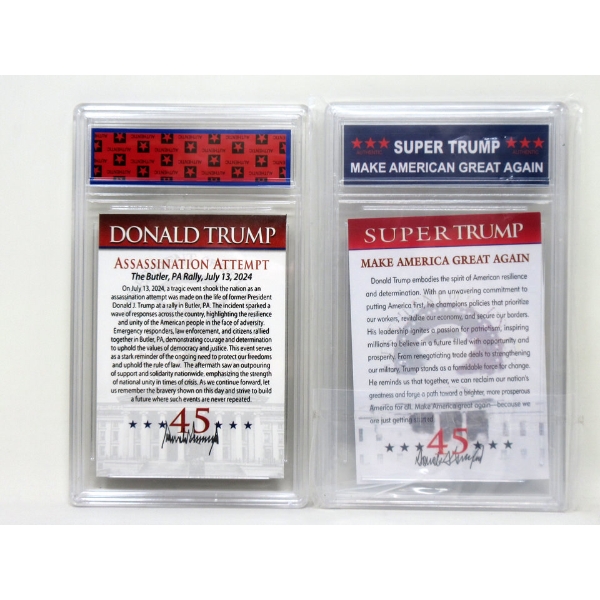 DONALD TRUMP
ASSASSINATION ATTEMPT
The Butler, PA Rally, July 13, 2024
On July 13, 2024, a tragic event shook the nation as an
assassination attempt was made on the life of former President
Donald J. Trump at a rally in Butler, PA. The incident sparked a
wave of responses across the country, highlighting the resilience
and unity of the American people in the face of adversity.
Emergency responders, law enforcement, and citizens rallied
together in Butler, PA, demonstrating courage and determination
to uphold the values of democracy and justice. This event serves
as a stark reminder of the ongoing need to protect our freedoms
and uphold the rule of law. The aftermath saw an outpouring
of support and solidarity nationwide, emphasizing the strength
of national unity in times of crisis. As we continue forward, let
us remember the bravery shown on this day and strive to build
a future where such events are never repeated.
45
SUPER TRUMP
MAKE AMERICAN GREAT AGAIN
SUPER TRUMP
MAKE AMERICA GREAT AGAIN
Donald Trump embodies the spirit of American resilience
and determination. With an unwavering commitment to
putting America first, he champions policies that prioritize
our workers, revitalize our economy, and secure our borders.
His leadership ignites a passion for patriotism, inspiring
millions to believe in a future filled with opportunity and
prosperity. From renegotiating trade deals to strengthening
our military, Trump stands as a formidable force for change.
He reminds us that together, we can reclaim our nation's
greatness and forge a path toward a brighter, more prosperous
America for all. Make America great again—because we
are just getting started.
45